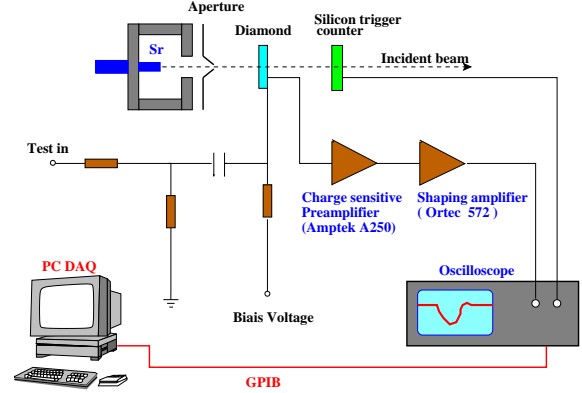 Aperture
Sr
Diamond
Silicon trigger
counter
Incident beam
Test in
Charge sensitive
Preamplifier
(Amptek A250)
Shaping amplifier
( Ortec 572 )
PC DAQ
Biais Voltage
Oscilloscope
GPIB